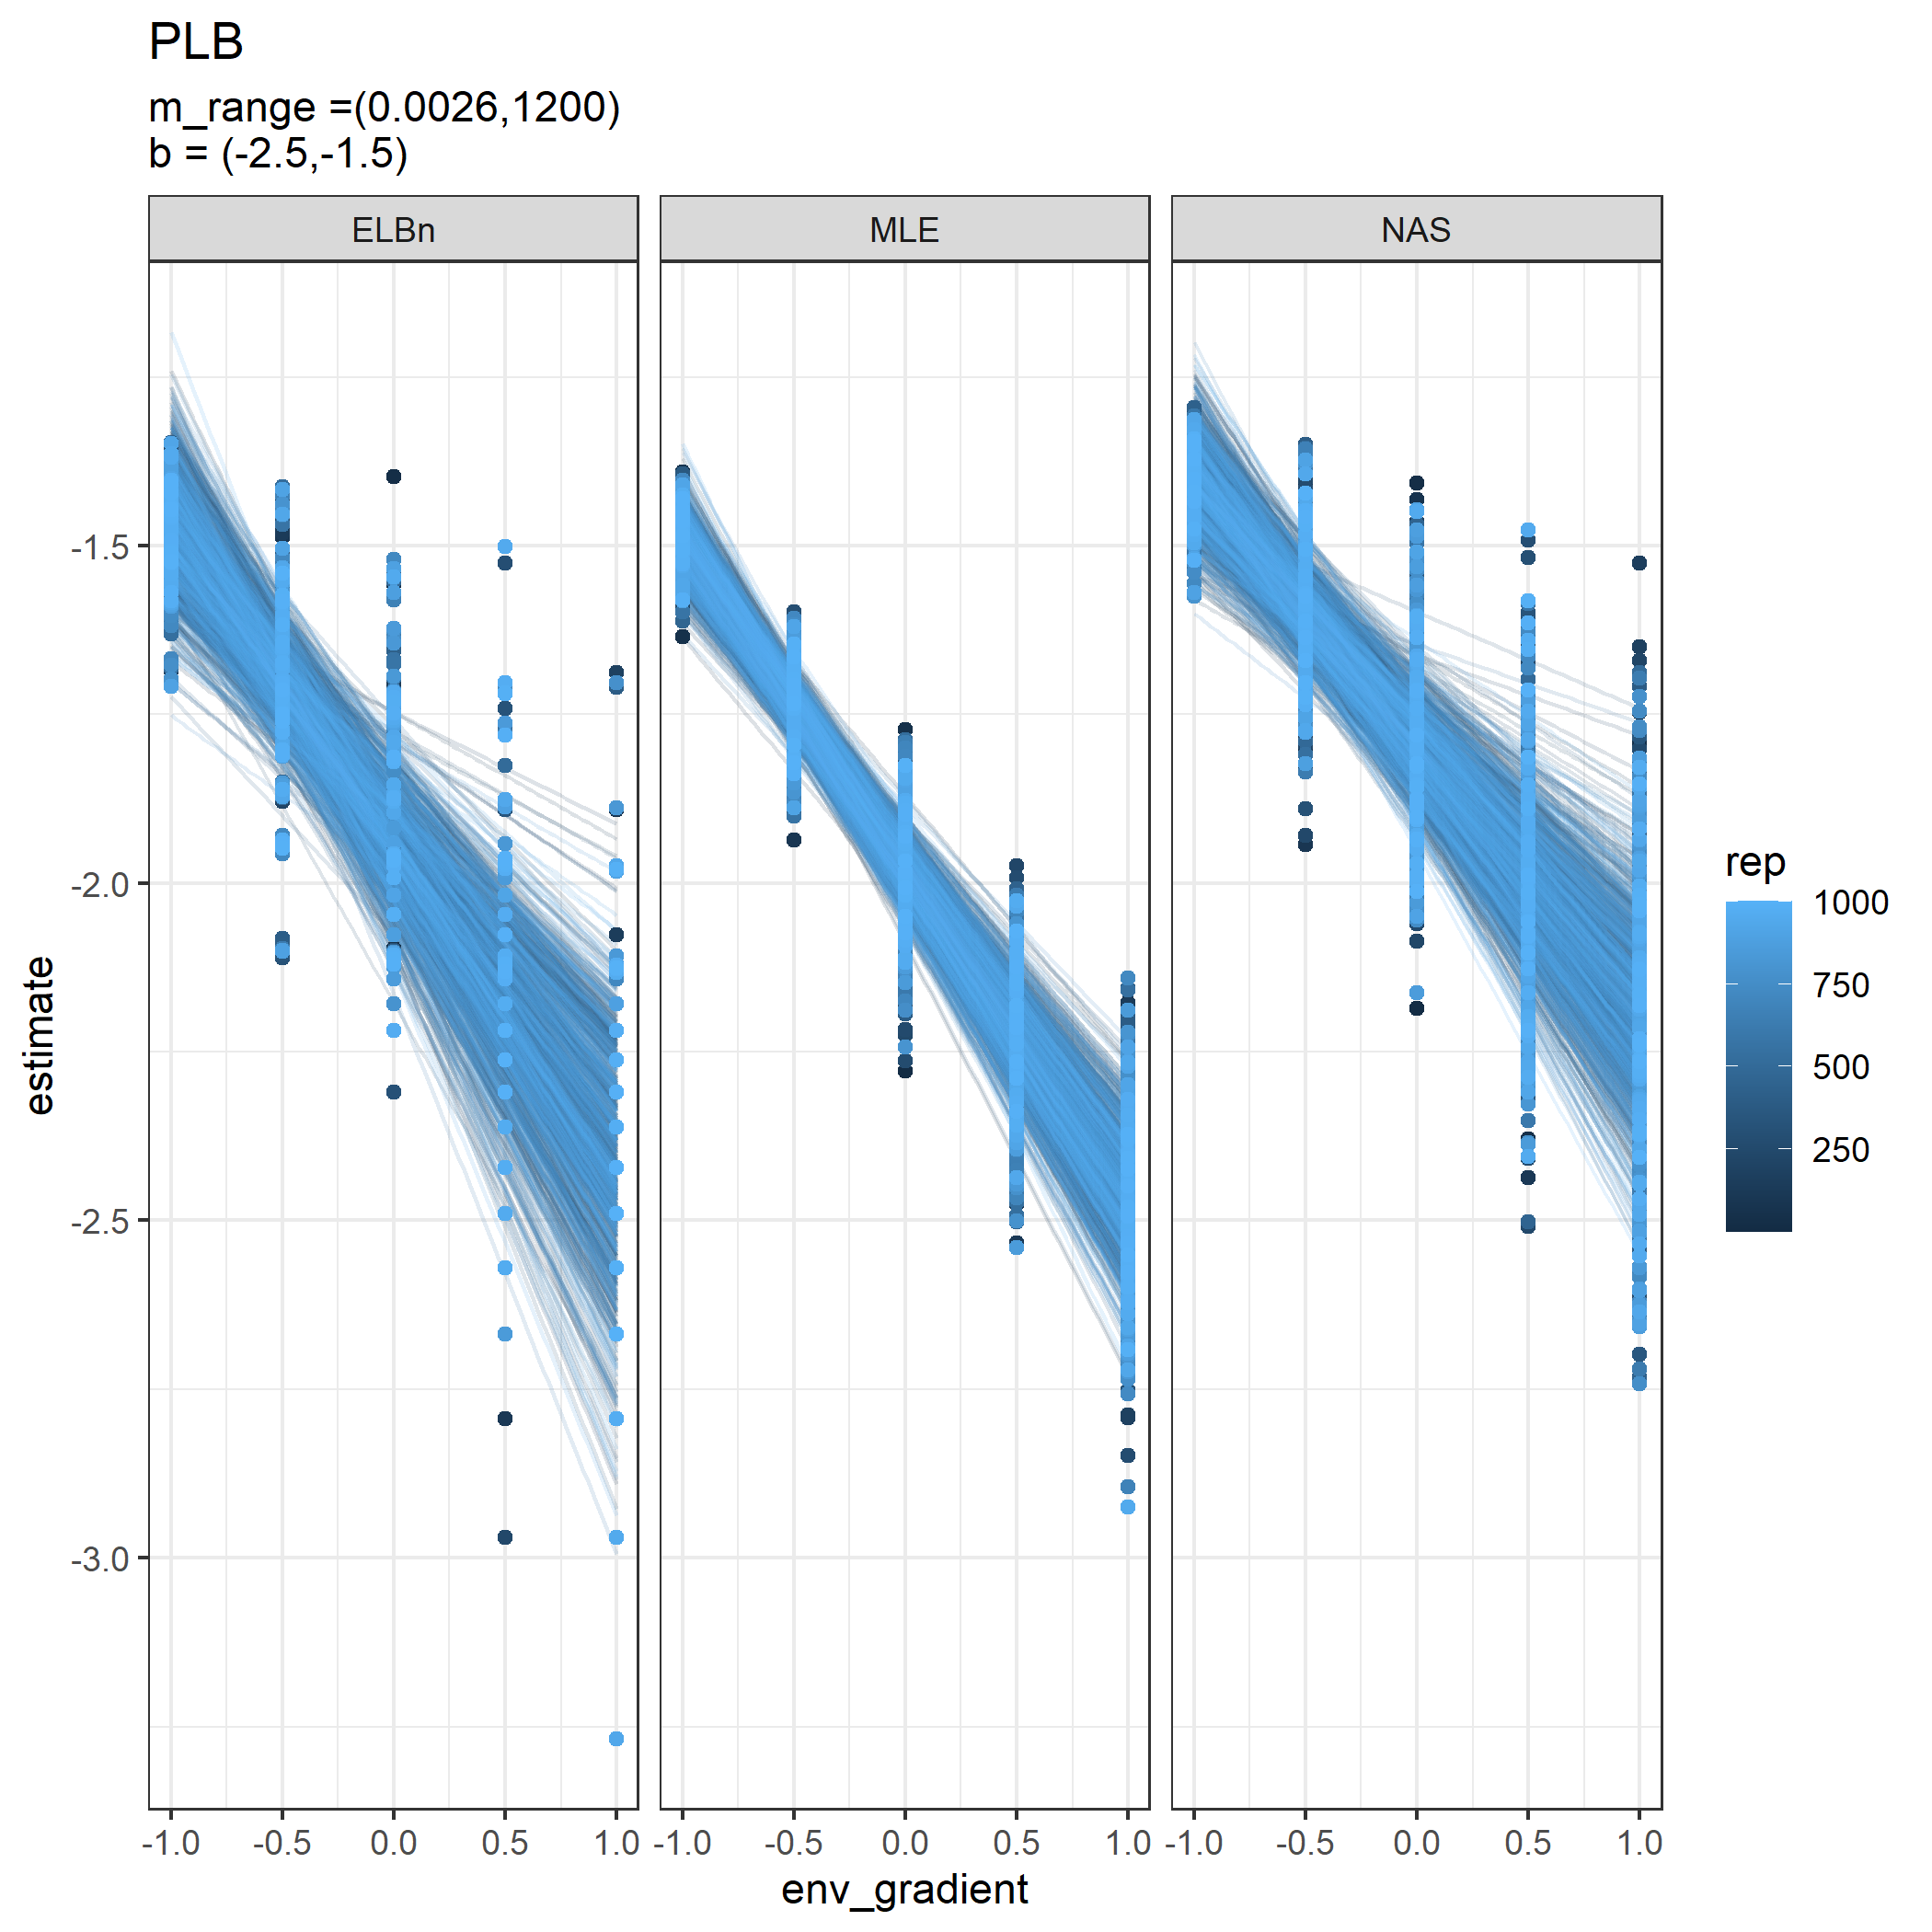 PLB
m_range =(0.0026,1200)
b = (-2.5,-1.5)
ELBn MLE NAS
-1.5
-2.0
-2.5
-3.0
estimate
-1.0 -0.5 0.0 0.5 1.0 -1.0 -0.5 0.0 0.5 1.0 -1.0 -0.5 0.0 0.5 1.0
env_gradient
rep
1000
750
500
250